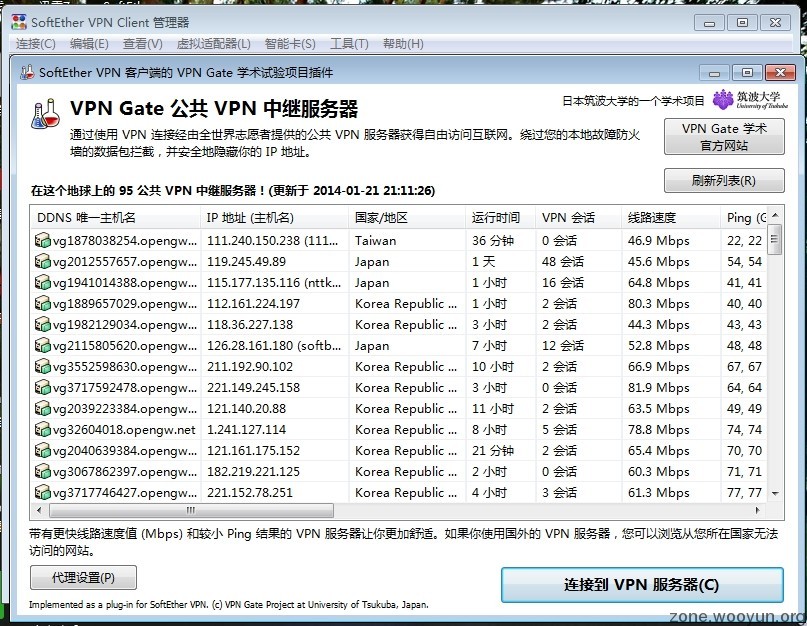 SoftEther VPN Client 管理器
连接(C) 编辑(E) 查看(V) 虚拟适配器(L) 智能卡(S) 工具(T) 帮助(H)
SoftEther VPN 客户端的 VPN Gate 学术试验项目插件
VPN Gate 公共 VPN 中继服务器
日本筑波大学的一个学术项目
筑波大学
University of Tsukuba
通过使用 VPN 连接经由全世界志愿者提供的公共 VPN 服务器获得自由访问互联网。绕过您的本地故障防火
墙的数据包拦截，并安全地隐藏你的 IP 地址。
VPN Gate 学术
官方网站
刷新列表(R)
在这个地球上的 95 公共 VPN 中继服务器！(更新于 2014-01-21 21:11:26)
DDNS 唯一主机名 IP 地址 (主机名) 国家/地区 运行时间 VPN 会话 线路速度 Ping (G
vg1878038254.opengw... 111.240.150.238 (111... Taiwan 36 分钟 0 会话 46.9 Mbps 22, 22
vg2012557657.opengw... 119.245.49.89 Japan 1 天 48 会话 45.6 Mbps 54, 54
vg1941014388.opengw... 115.177.135.116 (nttk... Japan 1 小时 16 会话 64.8 Mbps 41, 41
vg1889657029.opengw... 112.161.224.197 Korea Republic ... 1 小时 2 会话 80.3 Mbps 40, 40
vg1982129034.opengw... 118.36.227.138 Korea Republic ... 3 小时 2 会话 44.3 Mbps 43, 43
vg2115805620.opengw... 126.28.161.180 (softb... Japan 7 小时 12 会话 52.8 Mbps 48, 48
vg3552598630.opengw... 211.192.90.102 Korea Republic ... 10 小时 2 会话 66.9 Mbps 67, 67
vg3717592478.opengw... 221.149.245.158 Korea Republic ... 3 小时 0 会话 81.9 Mbps 64, 64
vg2039223384.opengw... 121.140.20.88 Korea Republic ... 11 小时 2 会话 63.5 Mbps 49, 49
vg32604018.opengw.net 1.241.127.114 Korea Republic ... 8 小时 5 会话 78.8 Mbps 74, 74
vg2040639384.opengw... 121.161.175.152 Korea Republic ... 21 分钟 2 会话 65.4 Mbps 70, 70
vg3067862397.opengw... 182.219.221.125 Korea Republic ... 2 小时 0 会话 60.3 Mbps 71, 71
vg3717746427.opengw... 221.152.78.251 Korea Republic ... 4 小时 3 会话 61.3 Mbps 77, 77
带有更快线路速度值 (Mbps) 和较小 Ping 结果的 VPN 服务器让你更加舒适。如果你使用国外的 VPN 服务器，您可以浏览从您所在国家无法
访问的网站。
代理设置(P)
连接到 VPN 服务器(C)
Implemented as a plug-in for SoftEther VPN. (c) VPN Gate Project at University of Tsukuba, Japan.
zone.wooyun.org